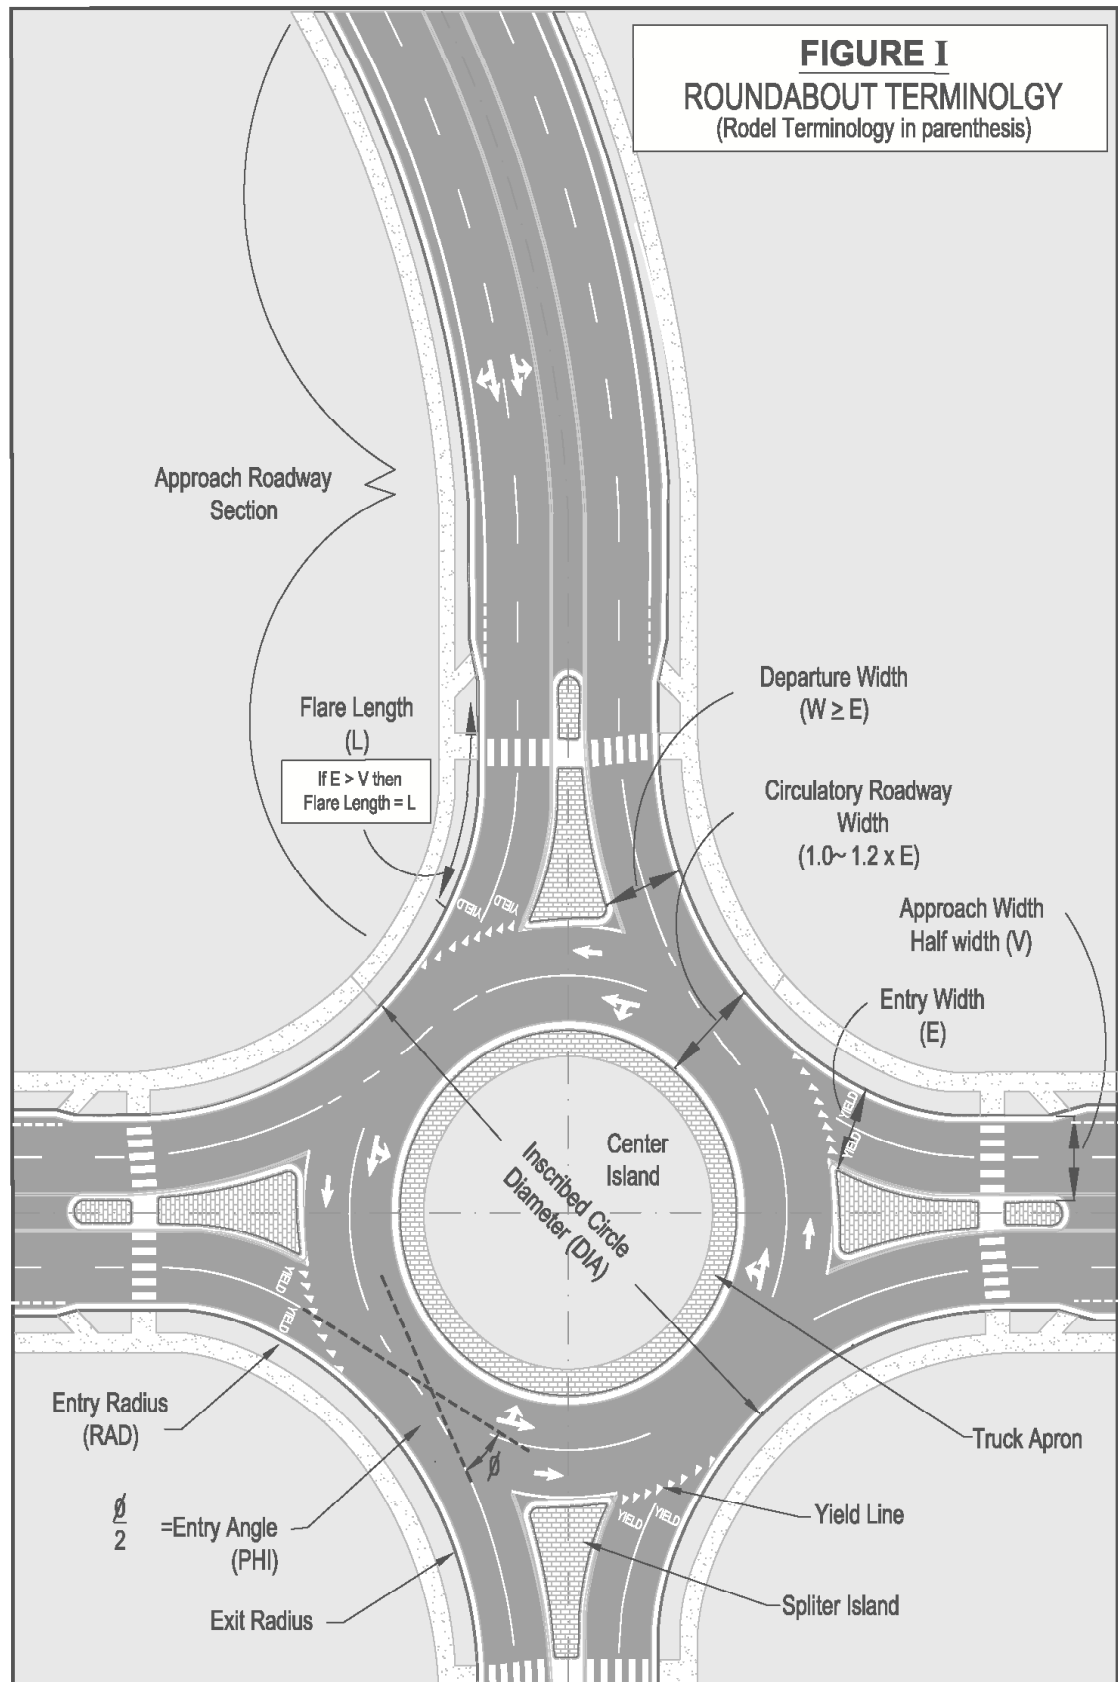 FIGURE I
ROUNDABOUT TERMINOLGY
(Rodel Terminology in parenthesis)
Approach Roadway
Section
Flare Length
(L)
If E > V then
Flare Length = L
Departure Width
(W ≥ E)
Circulatory Roadway
Width
(1.0~ 1.2 x E)
Approach Width
Half width (V)
Entry Width
(E)
YIELD
YIELD
YIELD
YIELD
Center
Island
Inscribed Circle
Diameter (DIA)
YIELD
YIELD
Entry Radius
(RAD)
Truck Apron
ø
ø
2
=Entry Angle
(PHI)
YIELD
YIELD
Yield Line
Exit Radius
Spliter Island